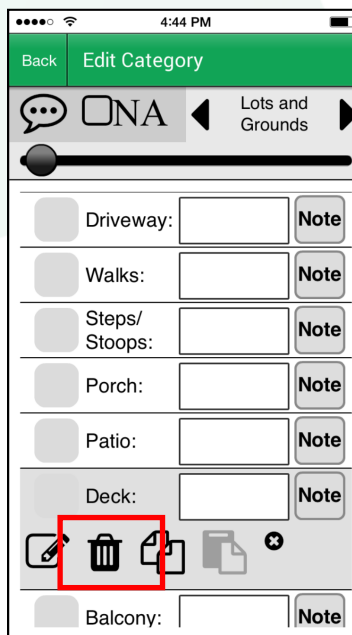 4:44 PM
Back Edit Category
NA Lots and
Grounds
Driveway: Note
Walks: Note
Steps/
Stoops: Note
Porch: Note
Patio: Note
Deck: Note
Balcony: Note